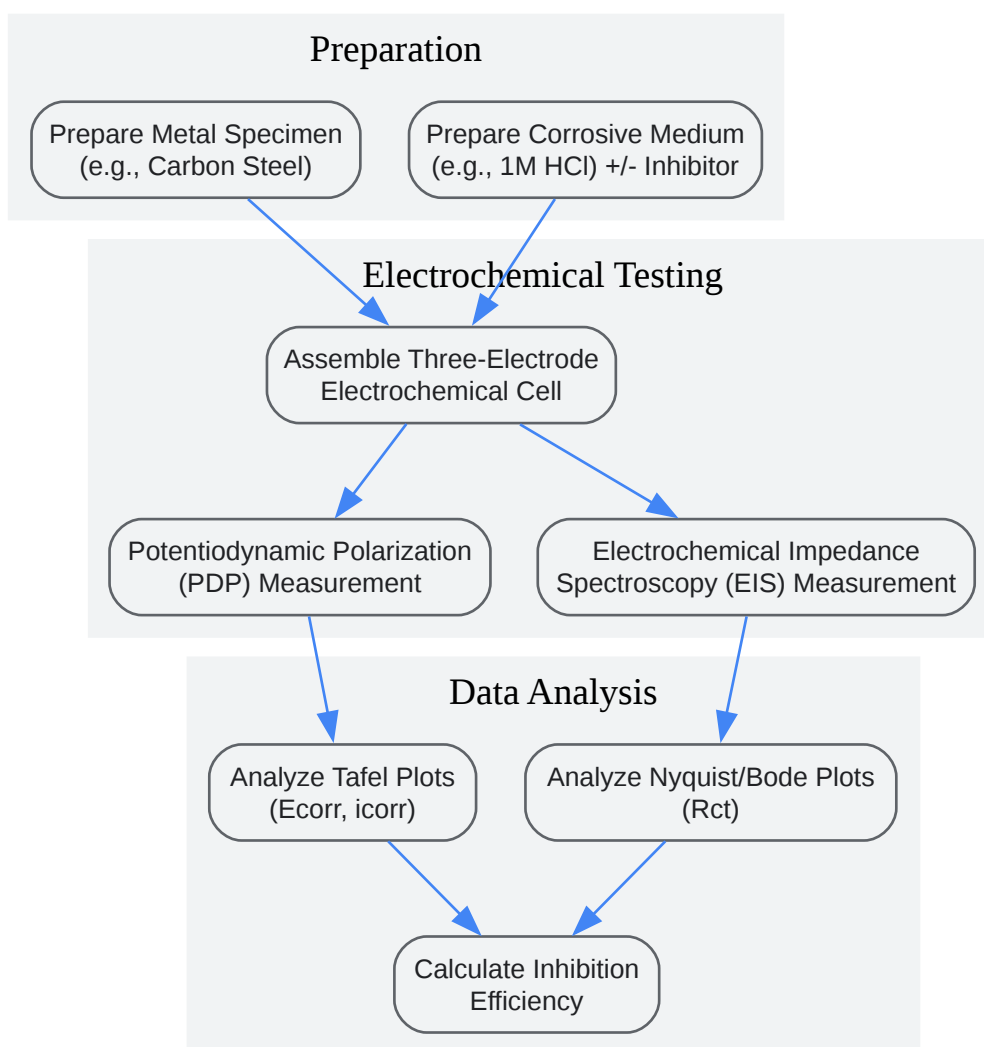 Preparation
Prepare Metal Specimen
(e.g., Carbon Steel)
Prepare Corrosive Medium
(e.g., 1M HCl) +/- Inhibitor
Electrochemical Testing
Assemble Three-Electrode
Electrochemical Cell
Potentiodynamic Polarization
(PDP) Measurement
Electrochemical Impedance
Spectroscopy (EIS) Measurement
Data Analysis
Analyze Tafel Plots
(Ecorr, icorr)
Analyze Nyquist/Bode Plots
(Rct)
Calculate Inhibition
Efficiency